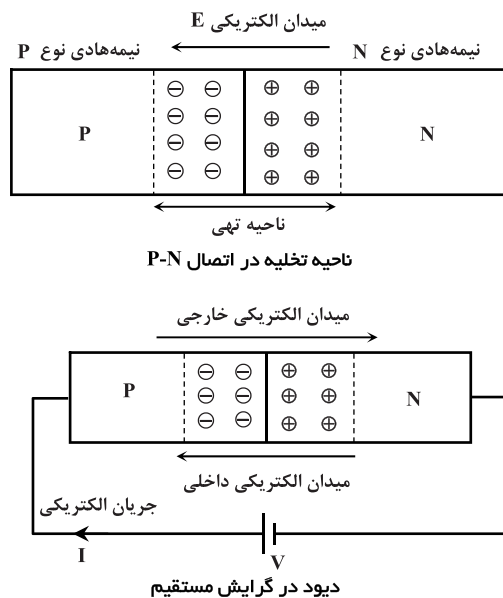 میدان الکتریکی E
نیمه‌هادی نوع N
نیمه‌هادی نوع P
P
N
ناحیه تهی
ناحیه تخلیه در اتصال P-N
میدان الکتریکی خارجی
P
N
میدان الکتریکی داخلی
جریان الکتریکی
I
V
دیود در گرایش مستقیم